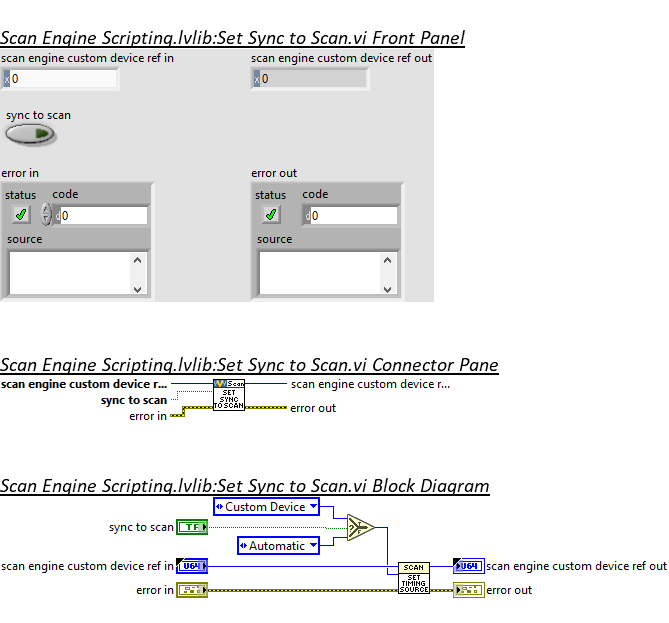 Scan Engine Scripting.lvlib:Set Sync to Scan.vi Front Panel
scan engine custom device ref in
scan engine custom device ref out
x 0
x 0
sync to scan
error in
error out
status code
status code
d 0
d 0
source
source
Scan Engine Scripting.lvlib:Set Sync to Scan.vi Connector Pane
scan engine custom device r...
Scan
scan engine custom device r...
sync to scan
SET
SYNC
TO SCAN
error in
error out
Scan Engine Scripting.lvlib:Set Sync to Scan.vi Block Diagram
Custom Device
sync to scan
TF
T
?
F
Automatic
scan engine custom device ref in
U64
SCAN
U64
scan engine custom device ref out
SET
TIMING
SOURCE
error in
error out